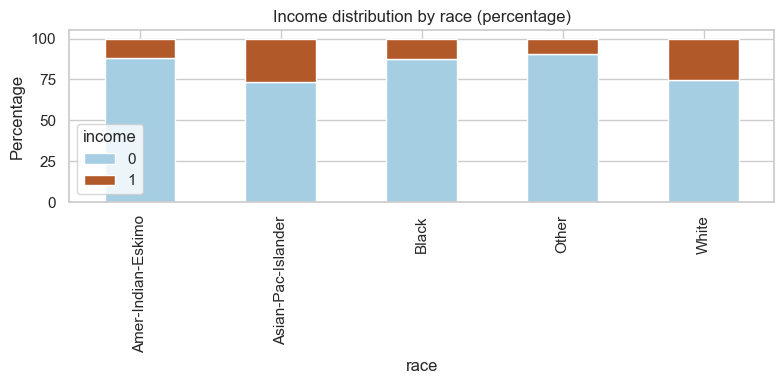 Income distribution by race (percentage)
Percentage
100
75
50
25
0
income
0
1
Amer-Indian-Eskimo
Asian-Pac-Islander
Black
Other
White
race